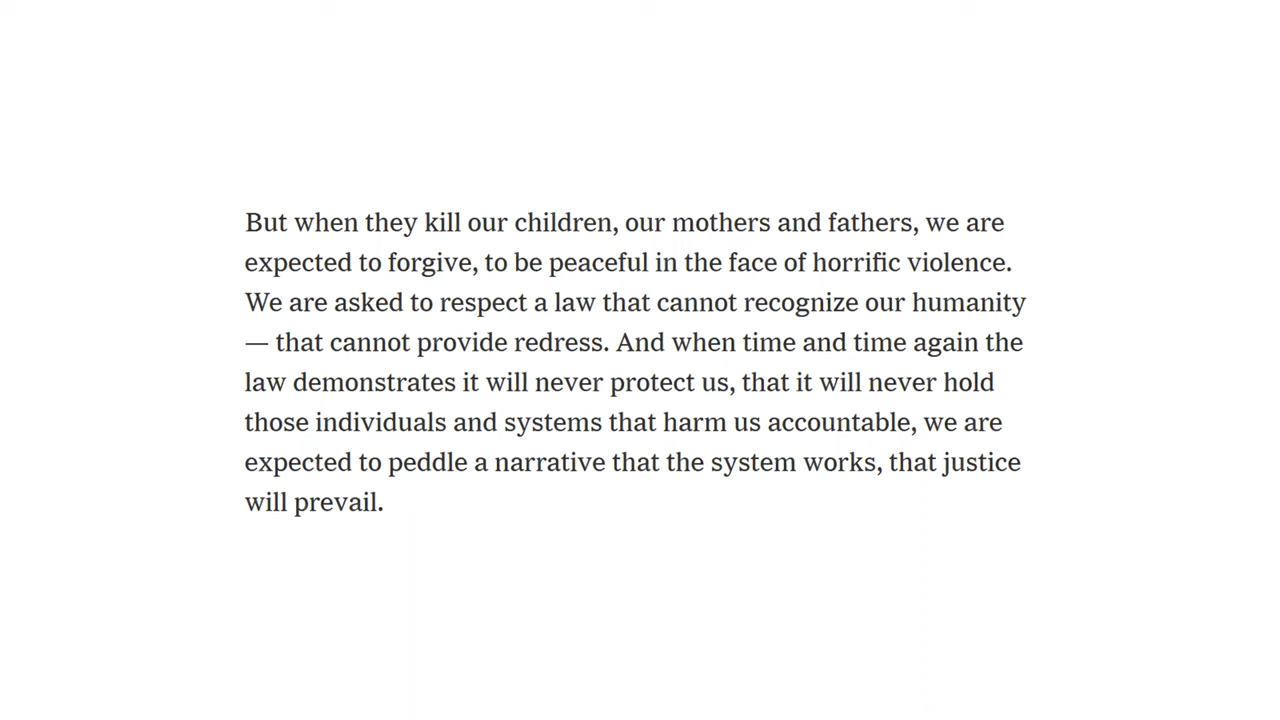 But when they kill our children, our mothers and fathers, we are
expected to forgive, to be peaceful in the face of horrific violence.
We are asked to respect a law that cannot recognize our humanity
— that cannot provide redress. And when time and time again the
law demonstrates it will never protect us, that it will never hold
those individuals and systems that harm us accountable, we are
expected to peddle a narrative that the system works, that justice
will prevail.